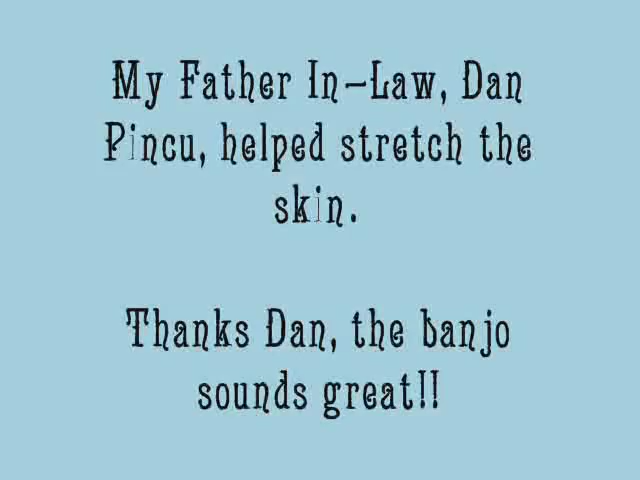 My Father In-Law, Dan
Pincu, helped stretch the
skin.
Thanks Dan, the banjo
sounds great!!